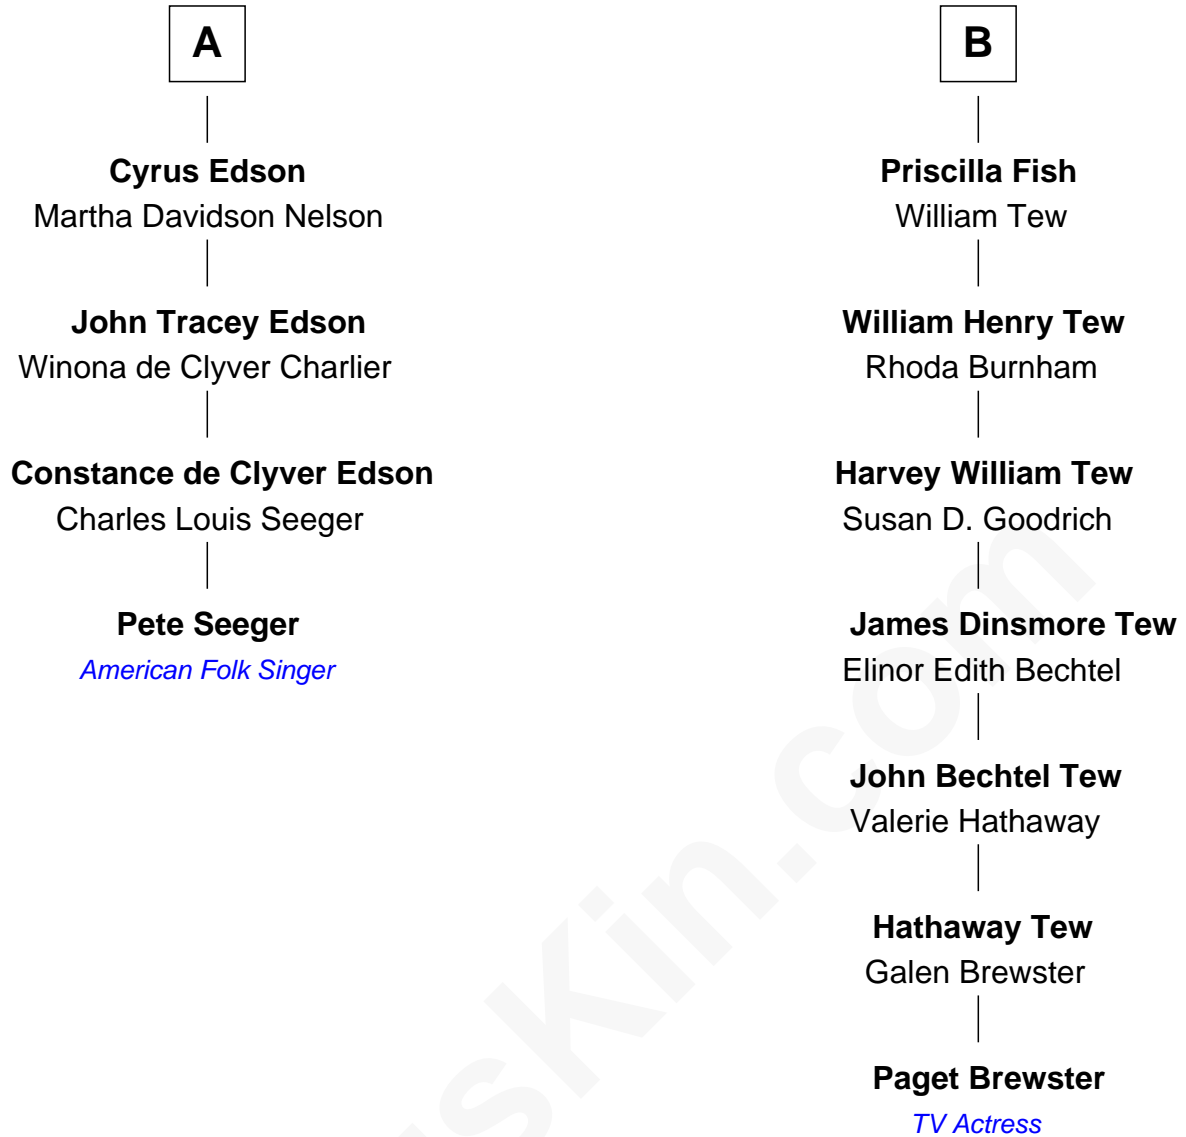 A
Cyrus Edson
Martha Davidson Nelson
John Tracey Edson
Winona de Clyver Charlier
Constance de Clyver Edson
Charles Louis Seeger
Pete Seeger
American Folk Singer
B
Priscilla Fish
William Tew
William Henry Tew
Rhoda Burnham
Harvey William Tew
Susan D. Goodrich
James Dinsmore Tew
Elinor Edith Bechtel
John Bechtel Tew
Valerie Hathaway
Hathaway Tew
Galen Brewster
Paget Brewster
TV Actress
sKin.com